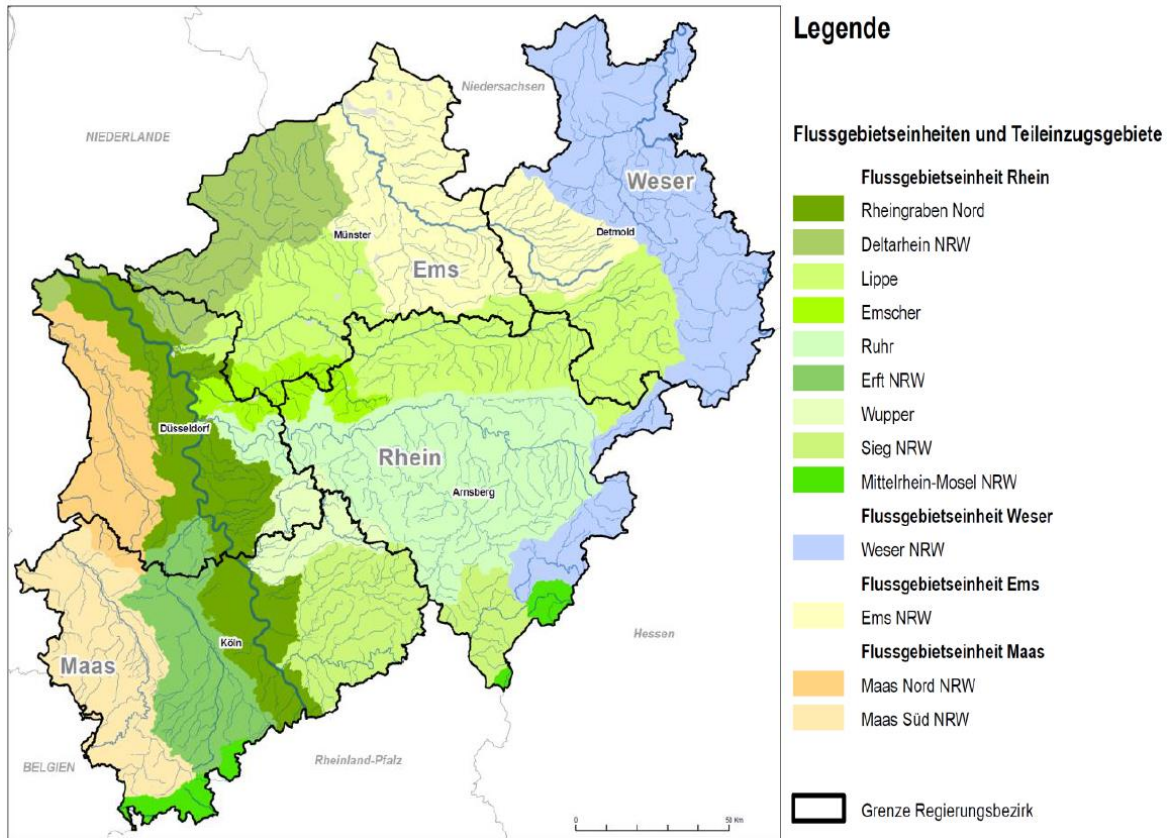 Niedersachsen
NIEDERLANDE
Weser
Münster
Detmold
Ems
Düsseldorf
Rhein
Arnsberg
Köln
Maas
Hessen
BELGIEN
Rheinland-Pfalz
0
50 Km
Legende
Flussgebietseinheiten und Teileinzugsgebiete
Flussgebietseinheit Rhein
Rheingraben Nord
Deltarhein NRW
Lippe
Emscher
Ruhr
Erft NRW
Wupper
Sieg NRW
Mittelrhein-Mosel NRW
Flussgebietseinheit Weser
Weser NRW
Flussgebietseinheit Ems
Ems NRW
Flussgebietseinheit Maas
Maas Nord NRW
Maas Süd NRW
Grenze Regierungsbezirk